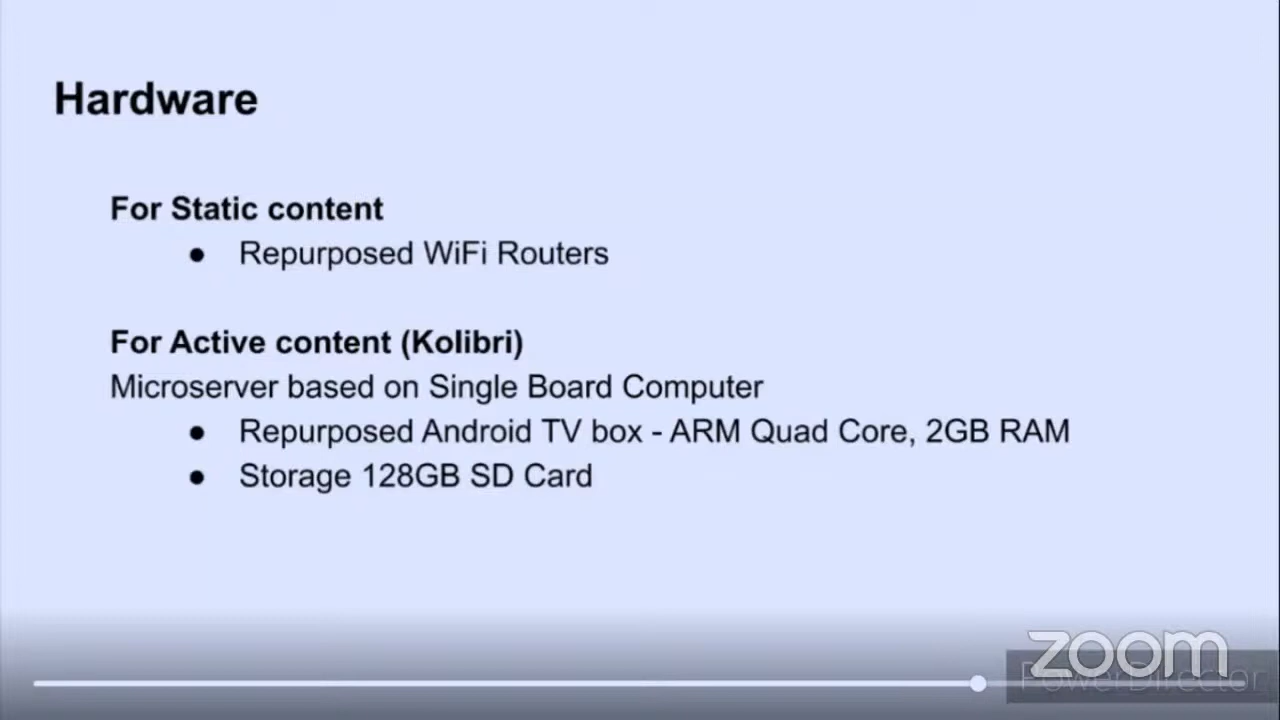 Hardware
For Static content
● Repurposed WiFi Routers
For Active content (Kolibri)
Microserver based on Single Board Computer
● Repurposed Android TV box - ARM Quad Core, 2GB RAM
● Storage 128GB SD Card
zoom
PowerDirector